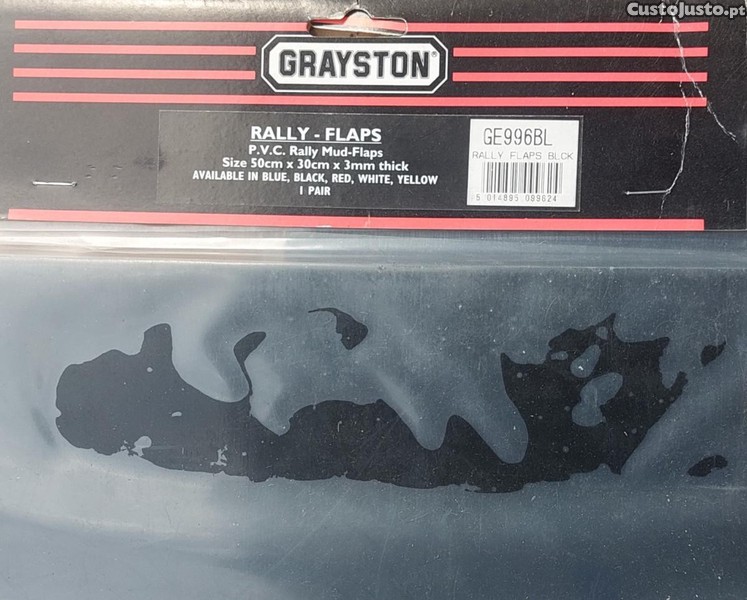 CustoJusto.pt
GRAYSTON®
RALLY - FLAPS
P.V.C. Rally Mud-Flaps
Size 50cm x 30cm x 3mm thick
AVAILABLE IN BLUE, BLACK, RED, WHITE, YELLOW
1 PAIR
GE996BL
RALLY FLAPS BLCK
5 014895 089624